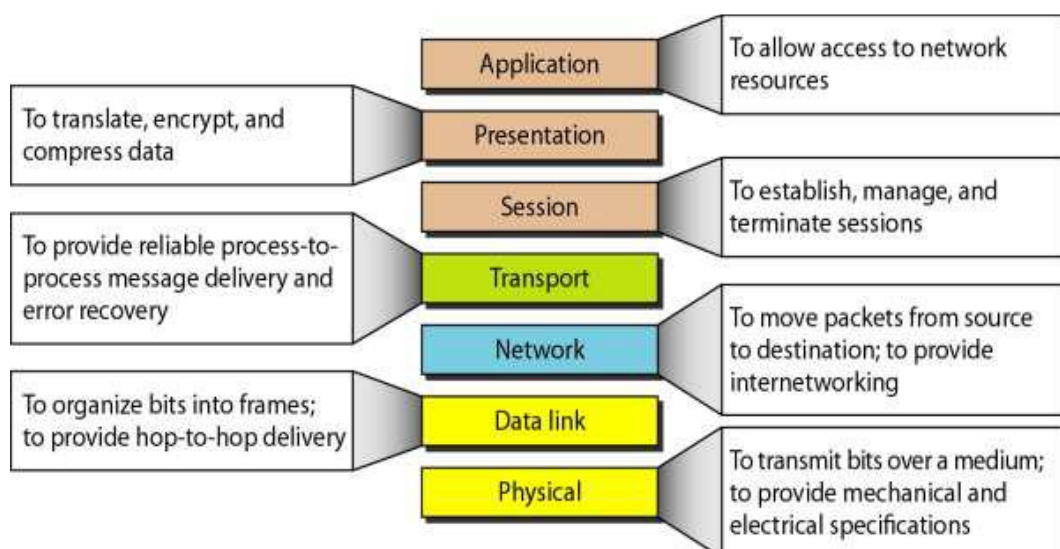 Application
To allow access to network
resources
To translate, encrypt, and
compress data
Presentation
Session
To establish, manage, and
terminate sessions
To provide reliable process-to-
process message delivery and
error recovery
Transport
Network
To move packets from source
to destination; to provide
internetworking
To organize bits into frames;
to provide hop-to-hop delivery
Data link
Physical
To transmit bits over a medium;
to provide mechanical and
electrical specifications